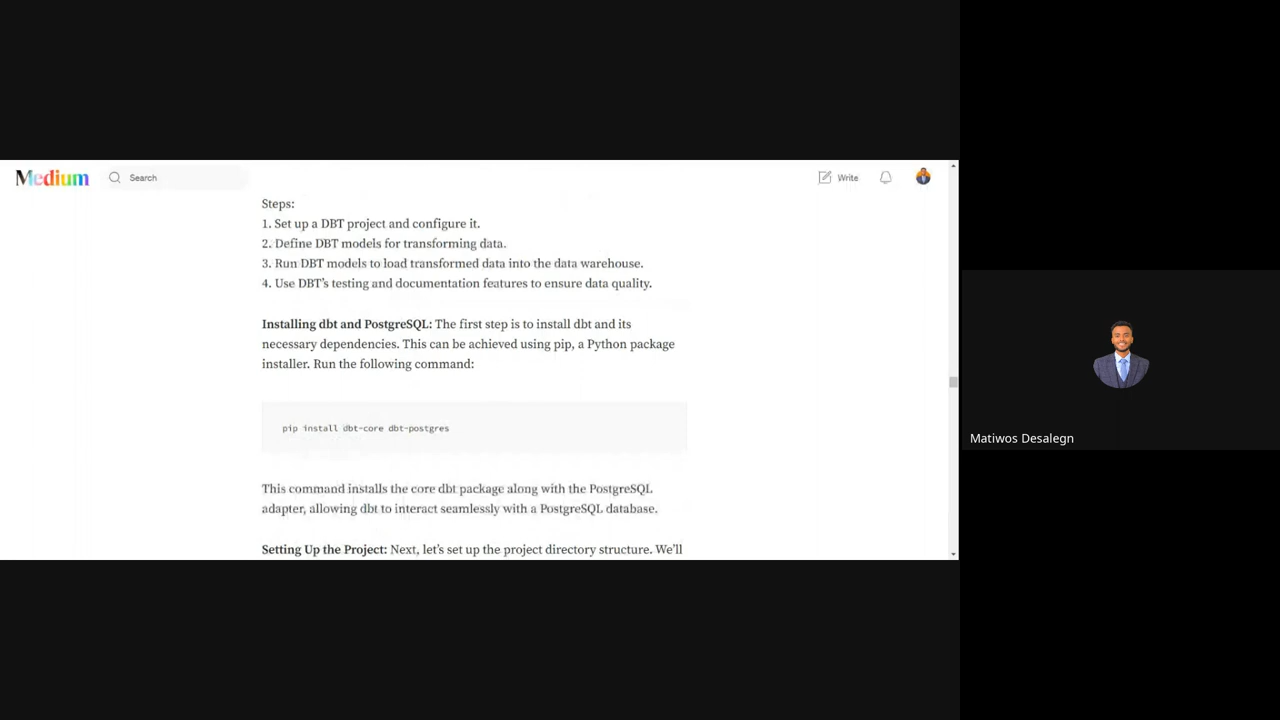 Medium
Search
Write
Steps:
1. Set up a DBT project and configure it.
2. Define DBT models for transforming data.
3. Run DBT models to load transformed data into the data warehouse.
4. Use DBT’s testing and documentation features to ensure data quality.
Installing dbt and PostgreSQL: The first step is to install dbt and its
necessary dependencies. This can be achieved using pip, a Python package
installer. Run the following command:
pip install dbt-core dbt-postgres
This command installs the core dbt package along with the PostgreSQL
adapter, allowing dbt to interact seamlessly with a PostgreSQL database.
Setting Up the Project: Next, let’s set up the project directory structure. We’ll
Matiwos Desalegn